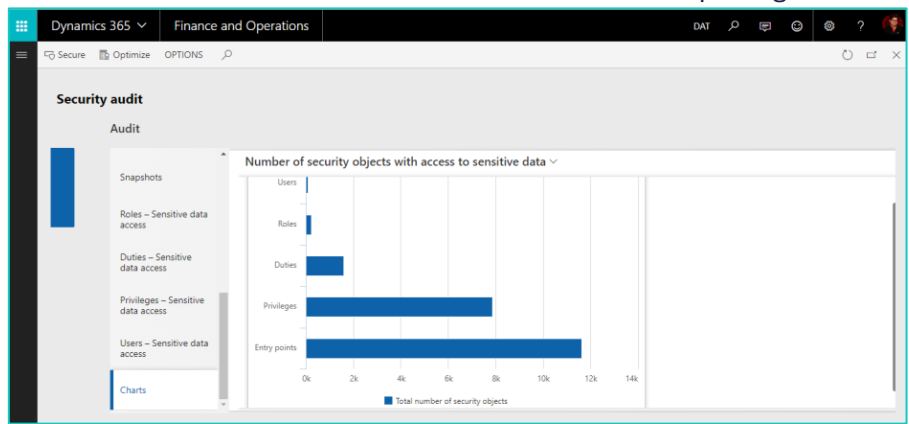 Dynamics 365 Finance and Operations DAT ?
Secure Optimize OPTIONS
Security audit
Audit
Snapshots
Roles – Sensitive data
access
Duties – Sensitive
data access
Privileges – Sensitive
data access
Users – Sensitive data
access
Charts
Number of security objects with access to sensitive data
Users
Roles
Duties
Privileges
Entry points
0k 2k 4k 6k 8k 10k 12k 14k
Total number of security objects